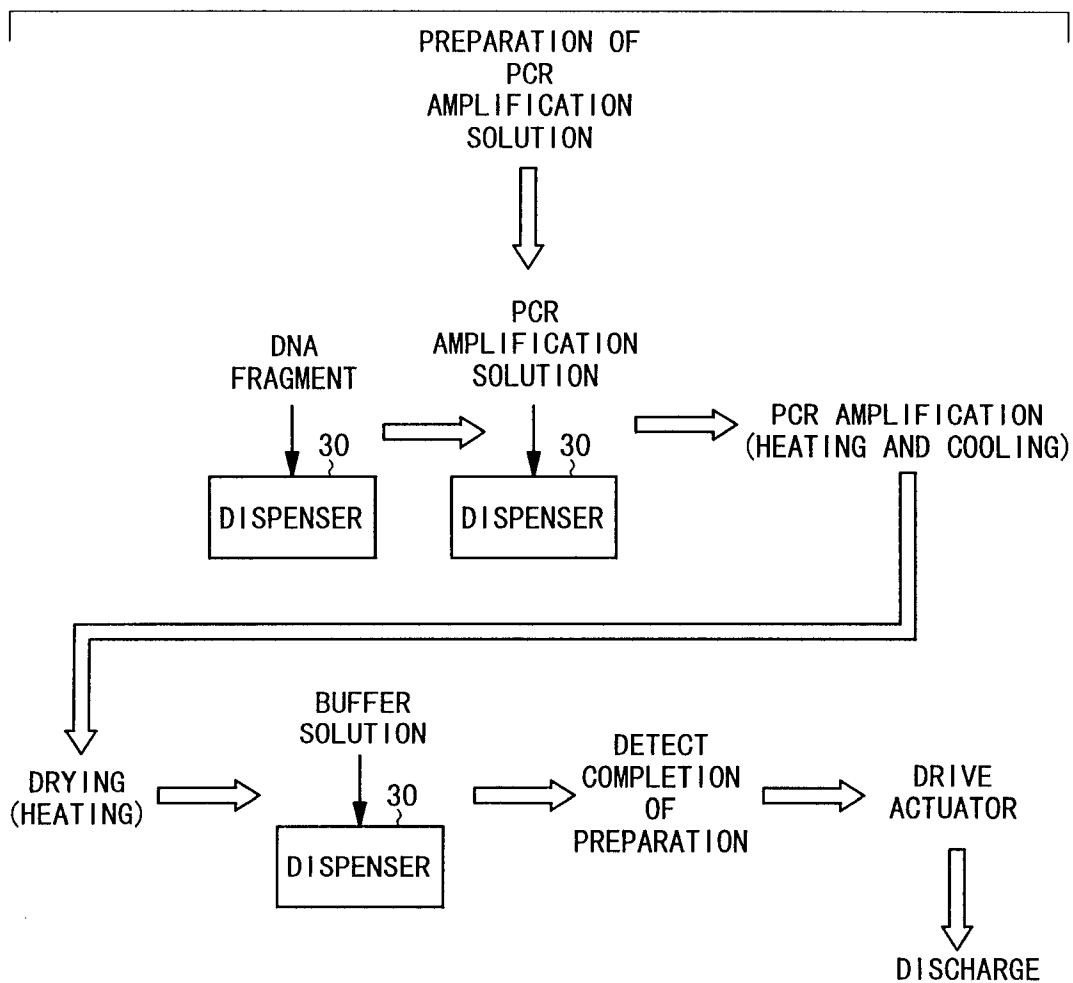 PREPARATION OF
PCR
AMPLIFICATION
SOLUTION
DNA
FRAGMENT
30
DISPENSER
PCR
AMPLIFICATION
SOLUTION
30
DISPENSER
PCR AMPLIFICATION
(HEATING AND COOLING)
DRYING
(HEATING)
BUFFER
SOLUTION
30
DISPENSER
DETECT
COMPLETION
OF
PREPARATION
DRIVE
ACTUATOR
DISCHARGE